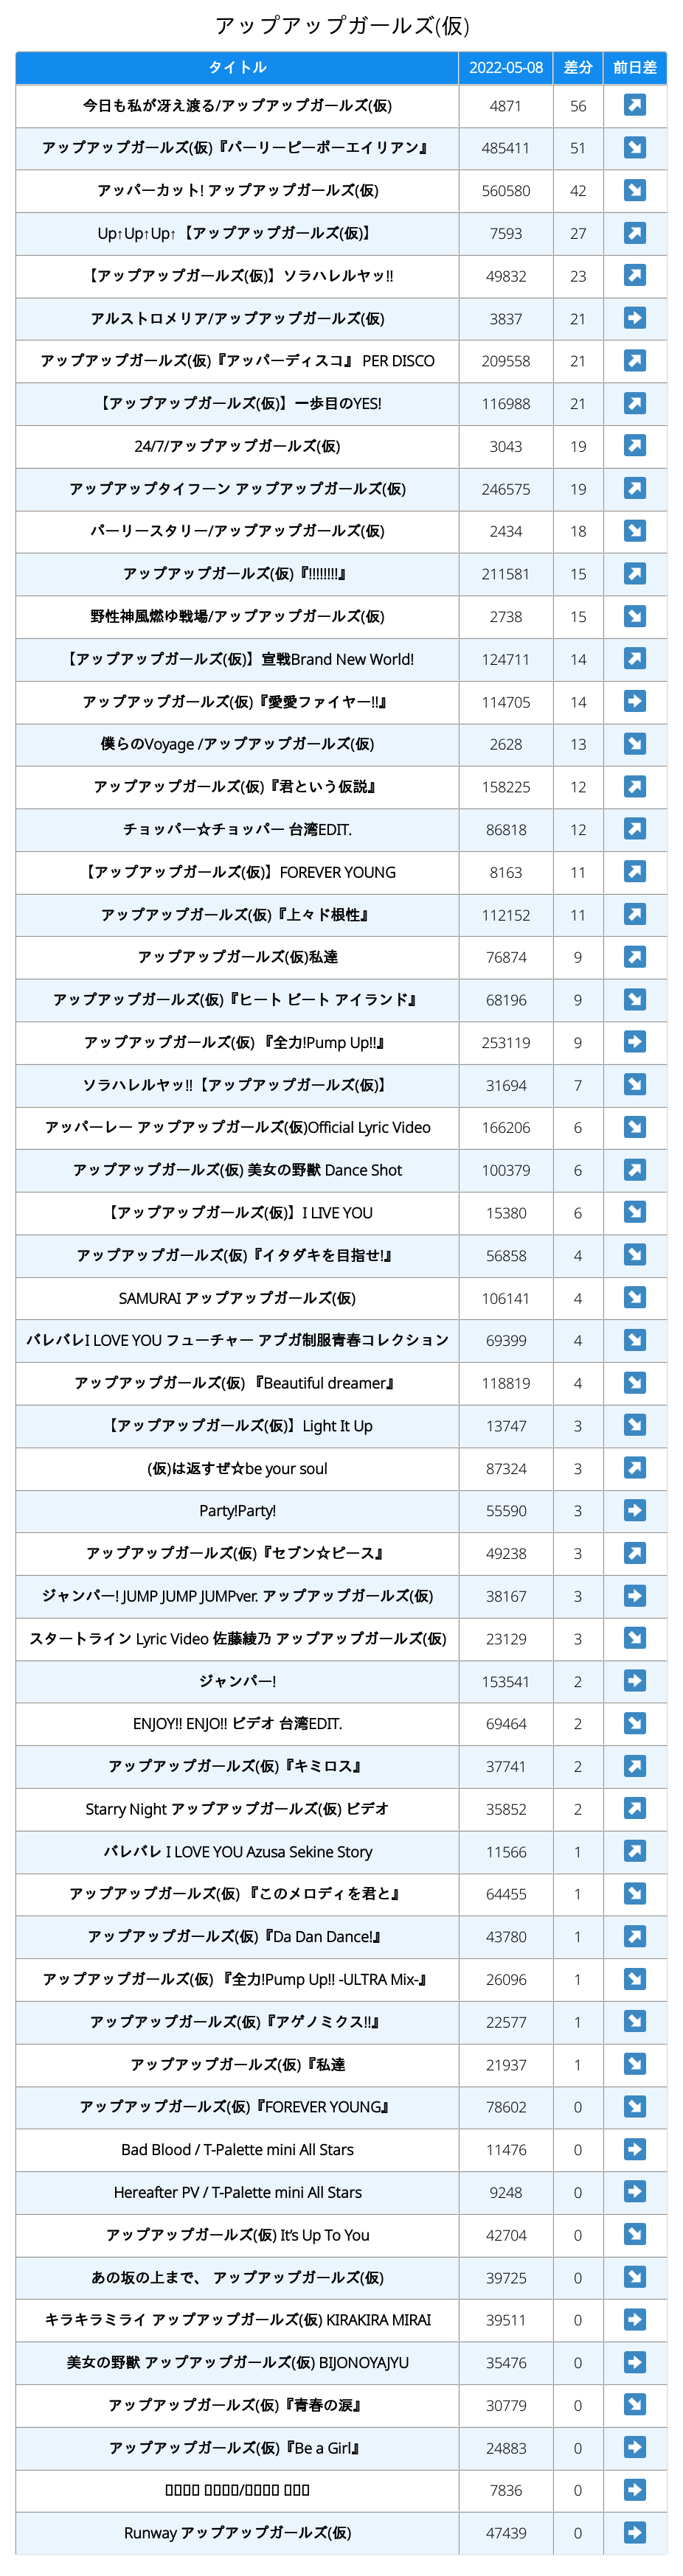 アップアップガールズ(仮)
タイトル 2022-05-08 差分 前日差
今日も私が冴え渡る/アップアップガールズ(仮) 4871 56 ↗
アップアップガールズ(仮)『パーリーピーポーエイリアン』 485411 51 ↘
アッパーカット! アップアップガールズ(仮) 560580 42 ↘
Up↑Up↑Up↑【アップアップガールズ(仮)】 7593 27 ↗
【アップアップガールズ(仮)】ソラハレルヤッ!! 49832 23 ↗
アルストロメリア/アップアップガールズ(仮) 3837 21 ➡
アップアップガールズ(仮)『アッパーディスコ』 PER DISCO 209558 21 ↗
【アップアップガールズ(仮)】一歩目のYES! 116988 21 ↗
24/7/アップアップガールズ(仮) 3043 19 ↗
アップアップタイフーン アップアップガールズ(仮) 246575 19 ↗
パーリースタリー/アップアップガールズ(仮) 2434 18 ↘
アップアップガールズ(仮)『!!!!!!!!』 211581 15 ↗
野性神風燃ゆ戦場/アップアップガールズ(仮) 2738 15 ↘
【アップアップガールズ(仮)】宣戦Brand New World! 124711 14 ↗
アップアップガールズ(仮)『愛愛ファイヤー!!』 114705 14 ➡
僕らのVoyage /アップアップガールズ(仮) 2628 13 ↘
アップアップガールズ(仮)『君という仮説』 158225 12 ↗
チョッパー☆チョッパー 台湾EDIT. 86818 12 ↗
【アップアップガールズ(仮)】FOREVER YOUNG 8163 11 ↗
アップアップガールズ(仮)『上々ド根性』 112152 11 ↗
アップアップガールズ(仮)私達 76874 9 ↗
アップアップガールズ(仮)『ヒート ビート アイランド』 68196 9 ↘
アップアップガールズ(仮) 『全力!Pump Up!!』 253119 9 ➡
ソラハレルヤッ!!【アップアップガールズ(仮)】 31694 7 ↘
アッパーレー アップアップガールズ(仮)Official Lyric Video 166206 6 ↘
アップアップガールズ(仮) 美女の野獣 Dance Shot 100379 6 ↗
【アップアップガールズ(仮)】I LIVE YOU 15380 6 ↘
アップアップガールズ(仮)『イタダキを目指せ!』 56858 4 ↘
SAMURAI アップアップガールズ(仮) 106141 4 ↘
バレバレI LOVE YOU フューチャー アプガ制服青春コレクション 69399 4 ↘
アップアップガールズ(仮) 『Beautiful dreamer』 118819 4 ↘
【アップアップガールズ(仮)】Light It Up 13747 3 ↘
(仮)は返すぜ☆be your soul 87324 3 ↗
Party!Party! 55590 3 ➡
アップアップガールズ(仮)『セブン☆ピース』 49238 3 ↗
ジャンパー! JUMP JUMP JUMPver. アップアップガールズ(仮) 38167 3 ➡
スタートライン Lyric Video 佐藤綾乃 アップアップガールズ(仮) 23129 3 ↘
ジャンパー! 153541 2 ➡
ENJOY!! ENJO!! ビデオ 台湾EDIT. 69464 2 ↘
アップアップガールズ(仮)『キミロス』 37741 2 ↗
Starry Night アップアップガールズ(仮) ビデオ 35852 2 ↗
バレバレ I LOVE YOU Azusa Sekine Story 11566 1 ↗
アップアップガールズ(仮) 『このメロディを君と』 64455 1 ↘
アップアップガールズ(仮)『Da Dan Dance!』 43780 1 ↗
アップアップガールズ(仮) 『全力!Pump Up!! -ULTRA Mix-』 26096 1 ↘
アップアップガールズ(仮)『アゲノミクス!!』 22577 1 ↘
アップアップガールズ(仮)『私達 21937 1 ↘
アップアップガールズ(仮)『FOREVER YOUNG』 78602 0 ↘
Bad Blood / T-Palette mini All Stars 11476 0 ➡
Hereafter PV / T-Palette mini All Stars 9248 0 ➡
アップアップガールズ(仮) It's Up To You 42704 0 ↘
あの坂の上まで、 アップアップガールズ(仮) 39725 0 ↘
キラキラミライ アップアップガールズ(仮) KIRAKIRA MIRAI 39511 0 ➡
美女の野獣 アップアップガールズ(仮) BIJONOYAJYU 35476 0 ➡
アップアップガールズ(仮)『青春の涙』 30779 0 ↘
アップアップガールズ(仮)『Be a Girl』 24883 0 ➡
7836 0 ➡
Runway アップアップガールズ(仮) 47439 0 ➡